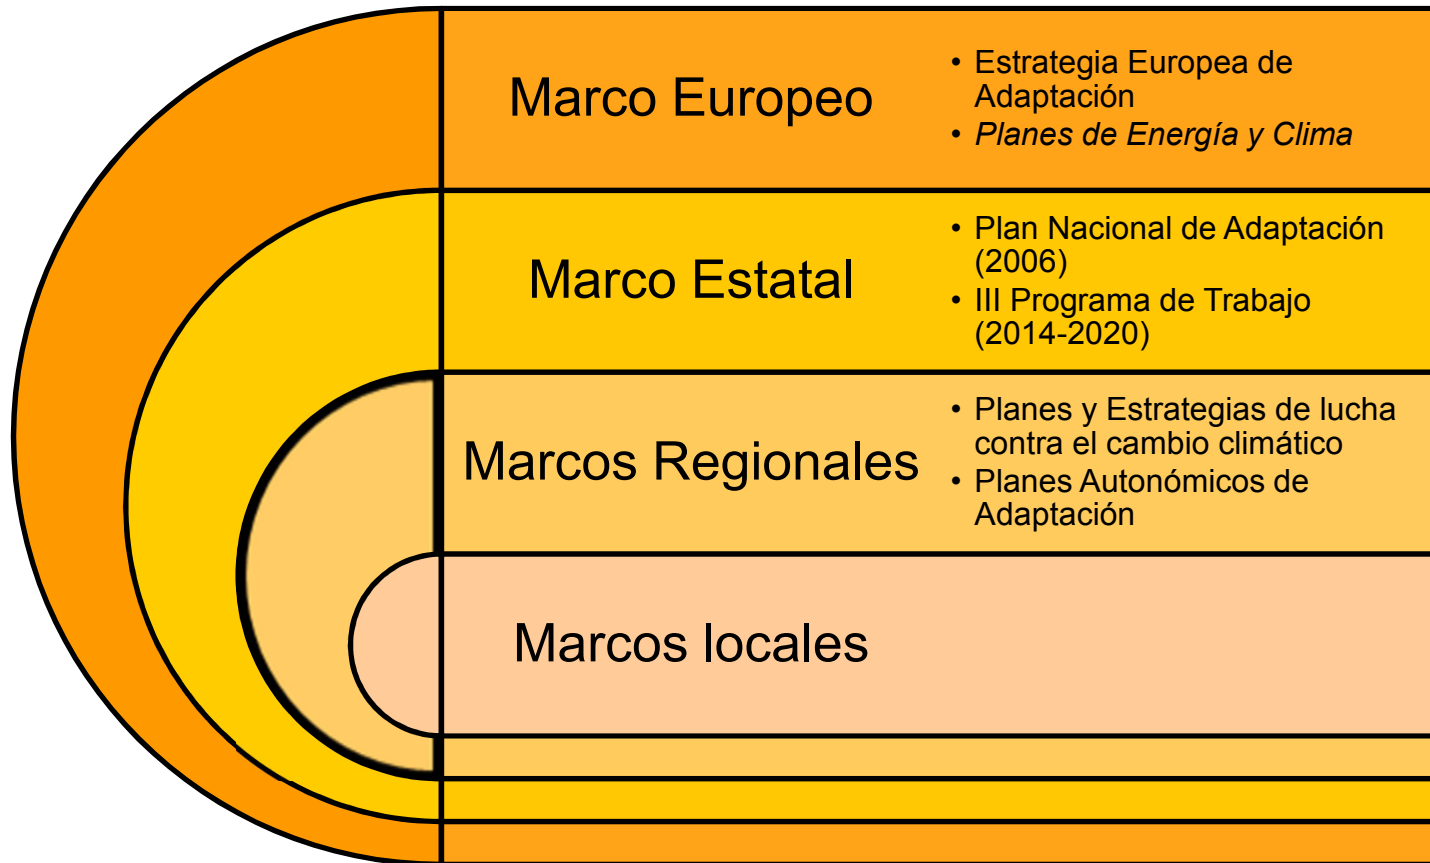 Marco Europeo
• Estrategia Europea de
Adaptación
• Planes de Energía y Clima
Marco Estatal
• Plan Nacional de Adaptación
(2006)
• III Programa de Trabajo
(2014-2020)
Marcos Regionales
• Planes y Estrategias de lucha
contra el cambio climático
• Planes Autonómicos de
Adaptación
Marcos locales